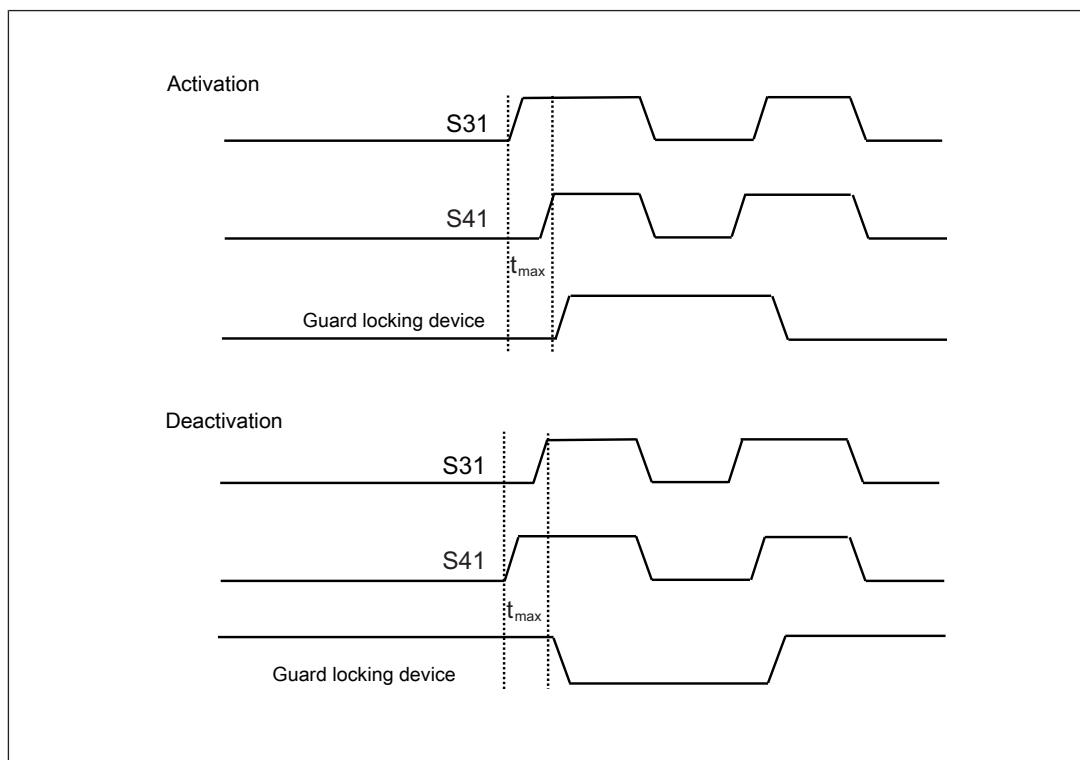 Activation
S31
S41
tmax
Guard locking device
Deactivation
S31
S41
tmax
Guard locking device